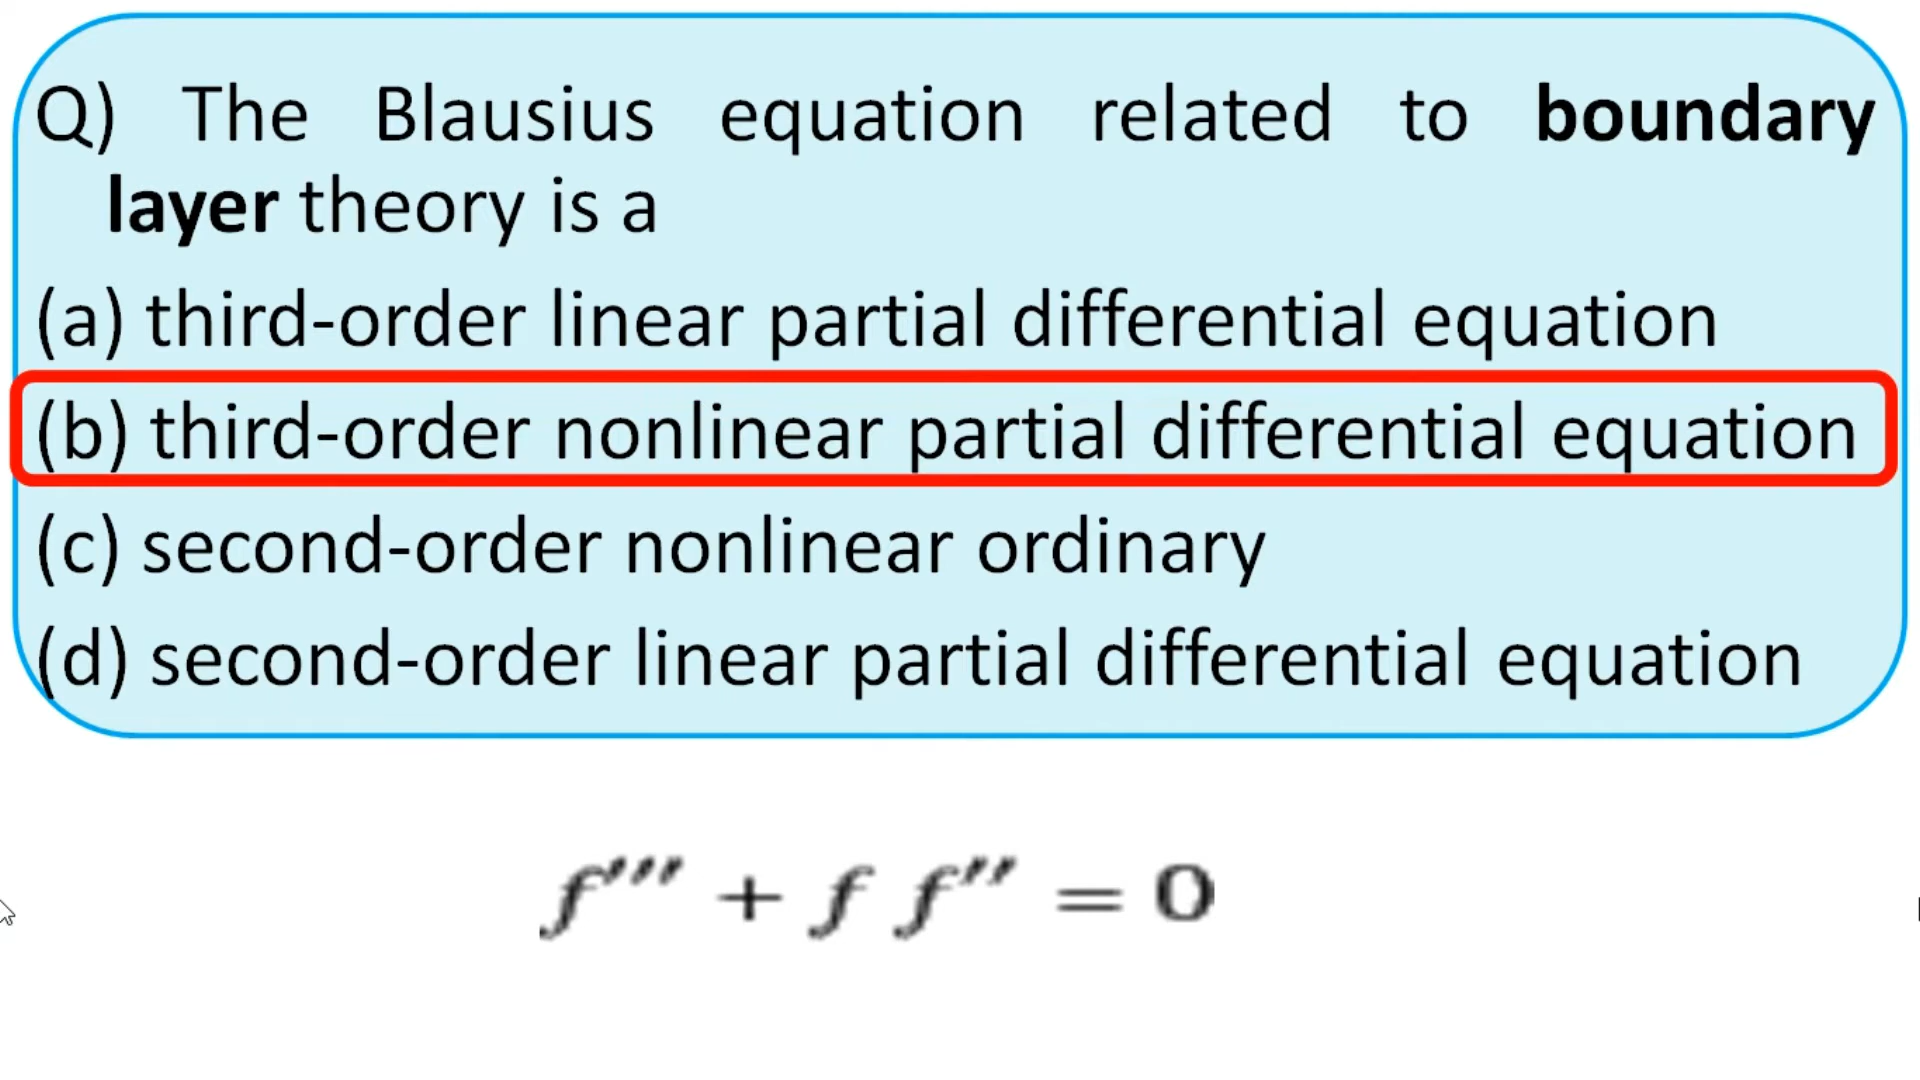 Q) The Blausius equation related to boundary
layer theory is a
(a) third-order linear partial differential equation
(b) third-order nonlinear partial differential equation
(c) second-order nonlinear ordinary
(d) second-order linear partial differential equation
f''' + f f'' = 0